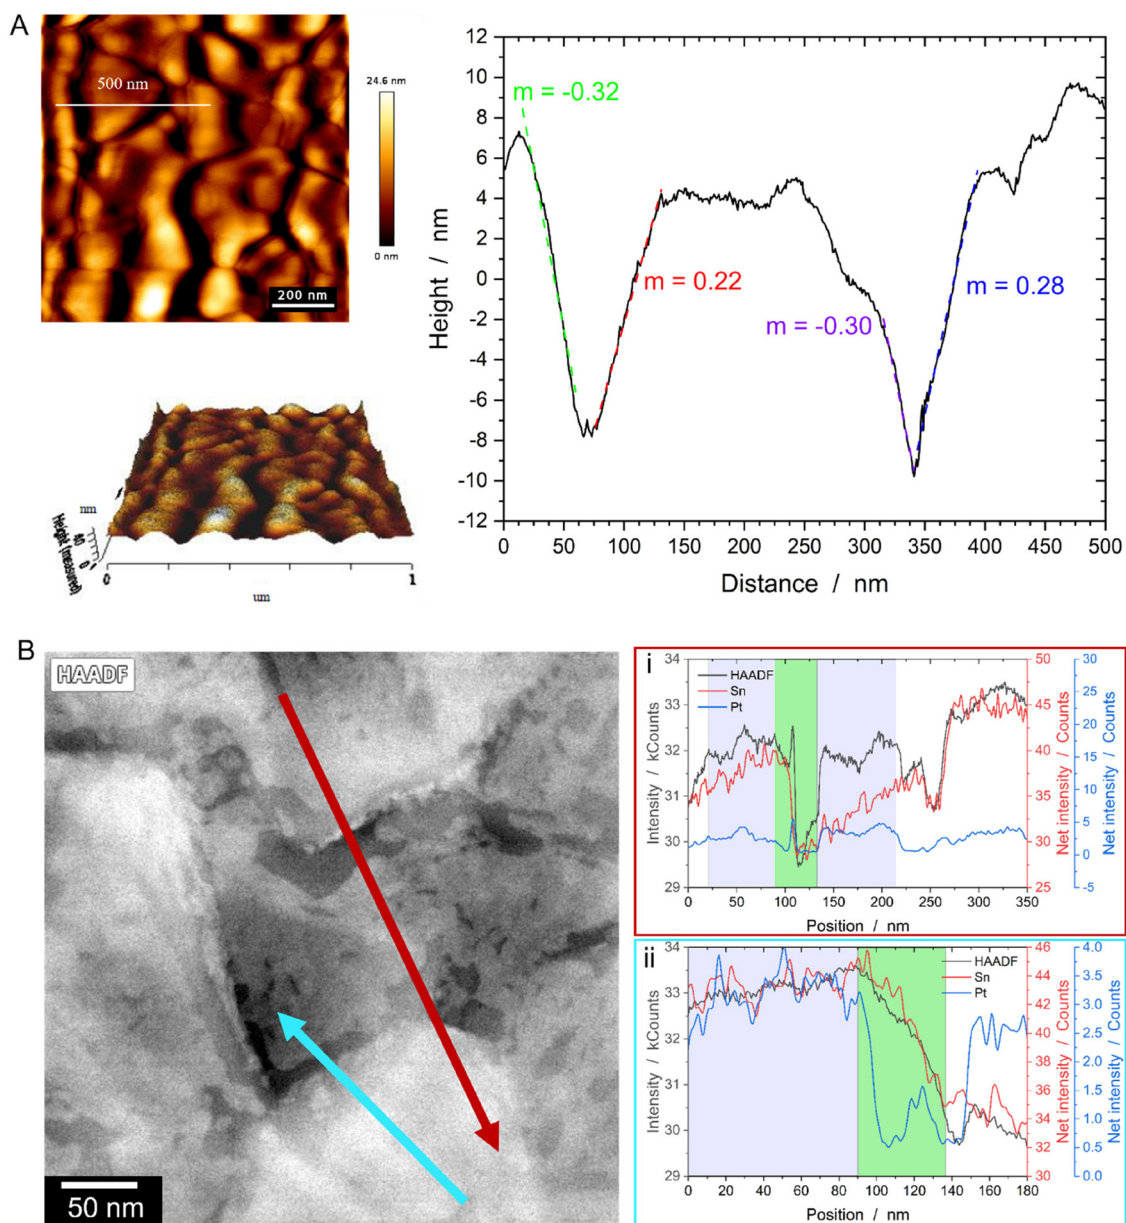 A
500 nm
24.6 nm
0 nm
200 nm
nm
Height (measured)
40
0
0
1
um
Height / nm
12
10
8
6
4
2
0
-2
-4
-6
-8
-10
-12
m = -0.32
m = 0.22
m = -0.30
m = 0.28
0 50 100 150 200 250 300 350 400 450 500
Distance / nm
B
HAADF
50 nm
i
HAADF
Sn
Pt
Intensity / kCounts
34
33
32
31
30
29
Net intensity / Counts
50
45
40
35
30
25
Net intensity / Counts
30
25
20
15
10
5
0
-5
0 50 100 150 200 250 300 350
Position / nm
ii
HAADF
Sn
Pt
Intensity / kCounts
34
33
32
31
30
29
Net intensity / Counts
46
44
42
40
38
36
34
32
30
Net intensity / Counts
4.0
3.5
3.0
2.5
2.0
1.5
1.0
0.5
0.0
0 20 40 60 80 100 120 140 160 180
Position / nm